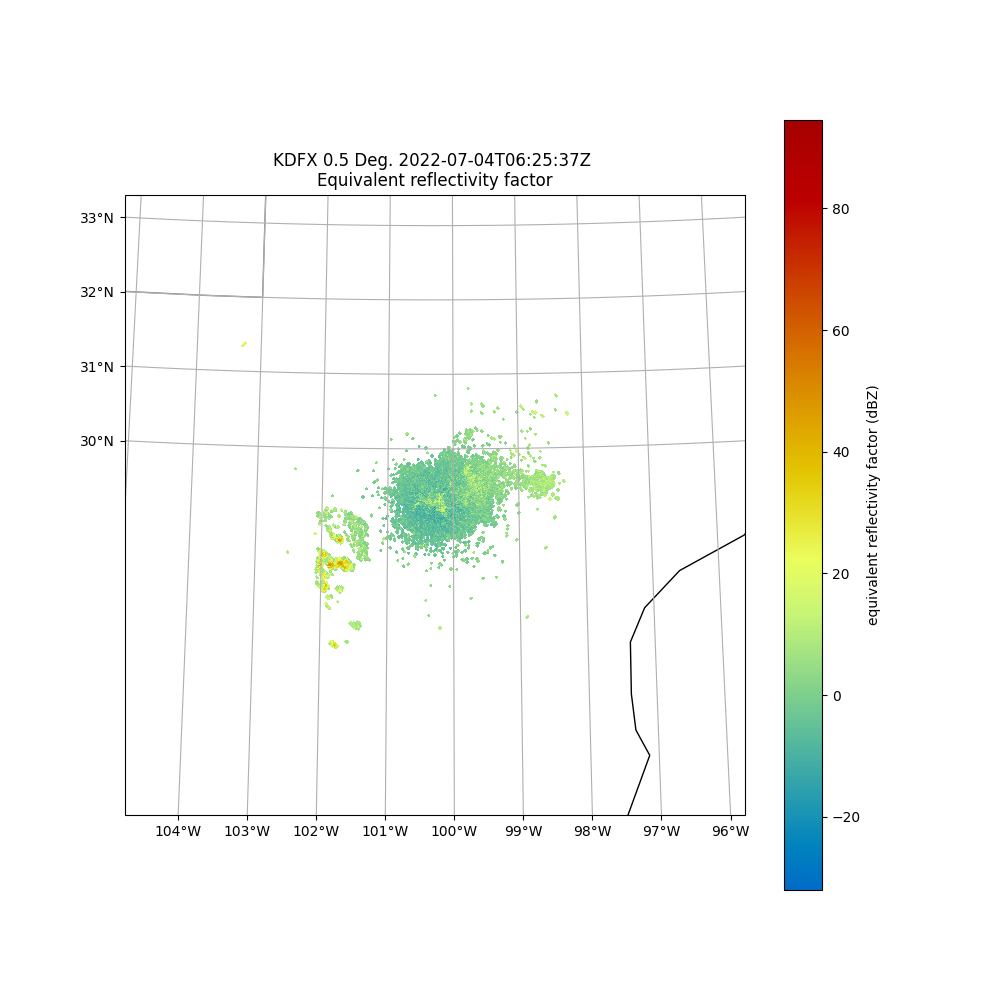 KDFX 0.5 Deg. 2022-07-04T06:25:37Z
Equivalent reflectivity factor
33°N
32°N
31°N
30°N
104°W 103°W 102°W 101°W 100°W 99°W 98°W 97°W 96°W
80
60
40
20
0
−20
equivalent reflectivity factor (dBZ)